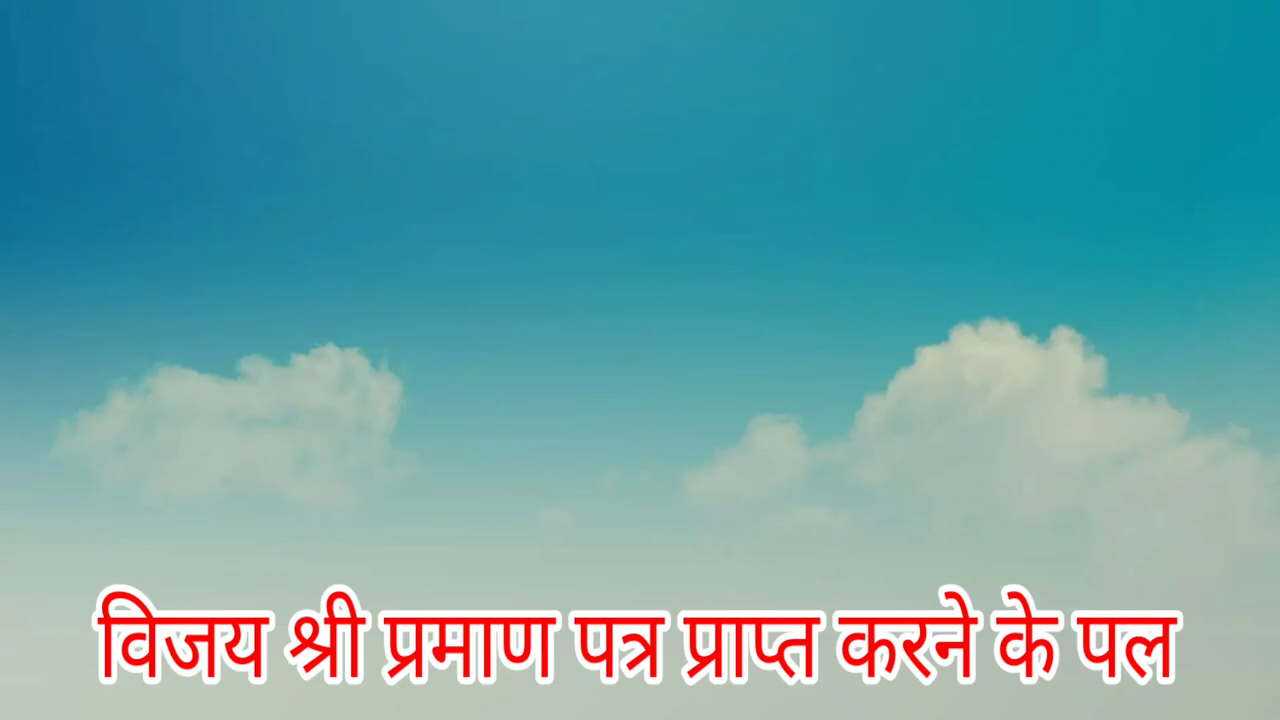 विजय श्री प्रमाण पत्र प्राप्त करने के पल